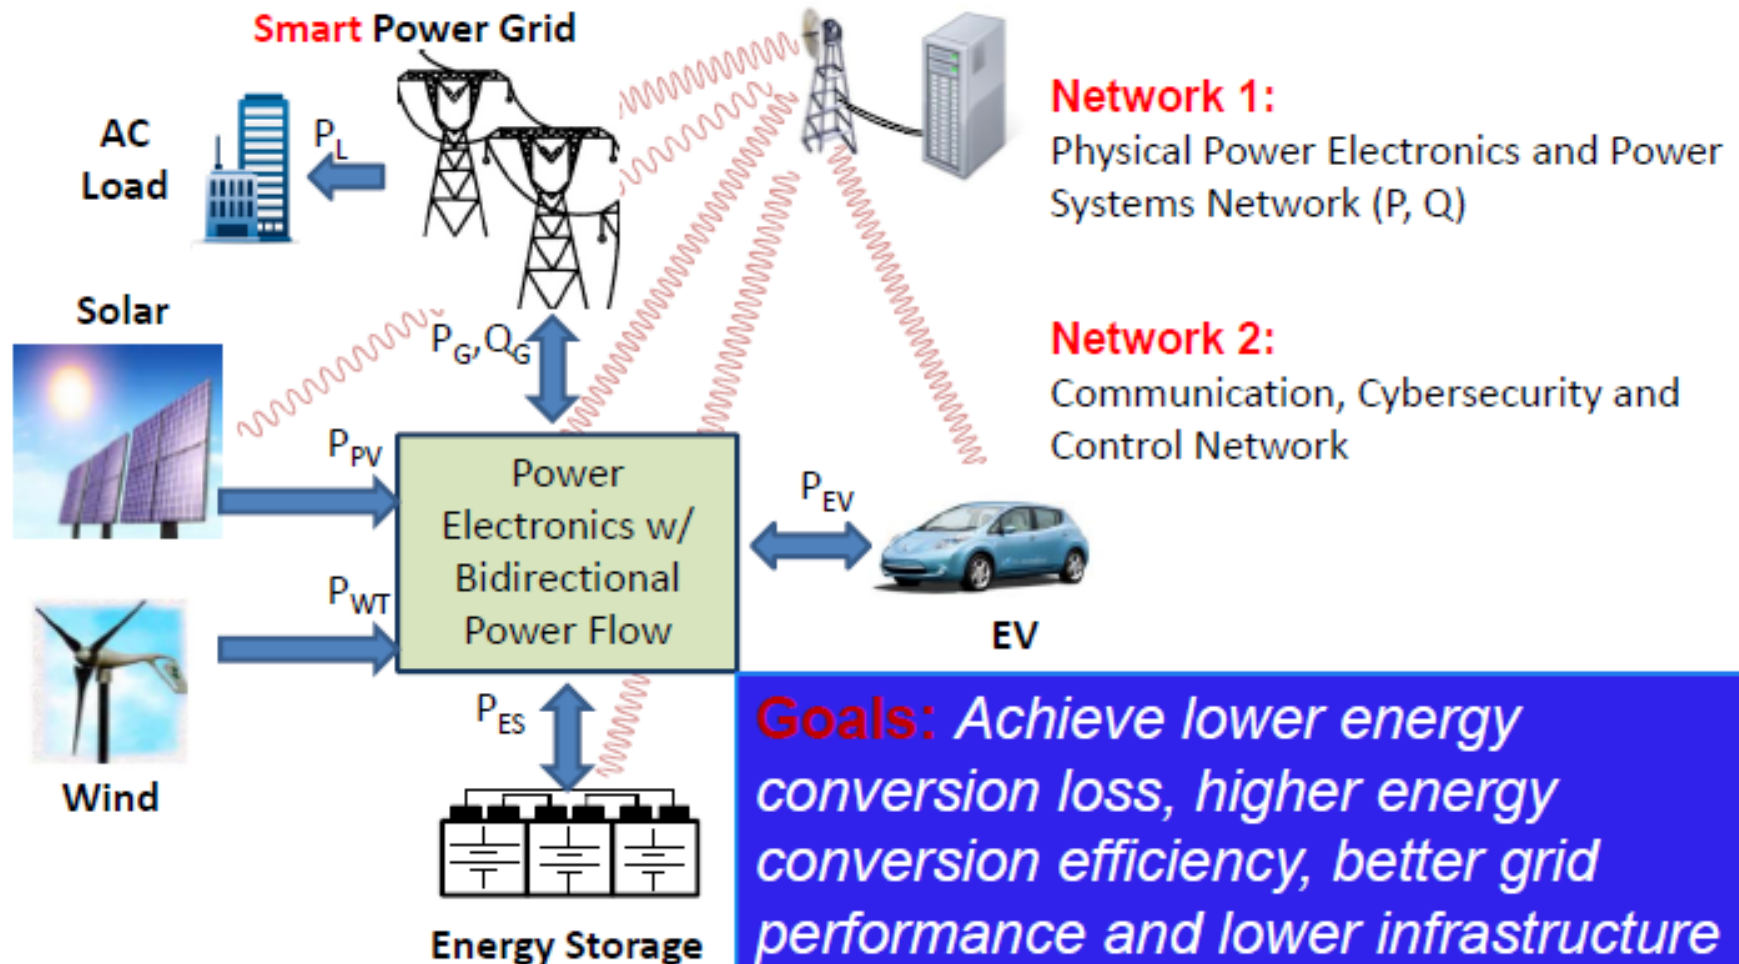 Smart Power Grid
AC
Load
P_L
Network 1:
Physical Power Electronics and Power
Systems Network (P, Q)
Solar
P_G,Q_G
Network 2:
Communication, Cybersecurity and
Control Network
P_PV
Power
Electronics w/
Bidirectional
Power Flow
P_EV
P_WT
EV
Wind
P_ES
Energy Storage
Goals: Achieve lower energy
conversion loss, higher energy
conversion efficiency, better grid
performance and lower infrastructure